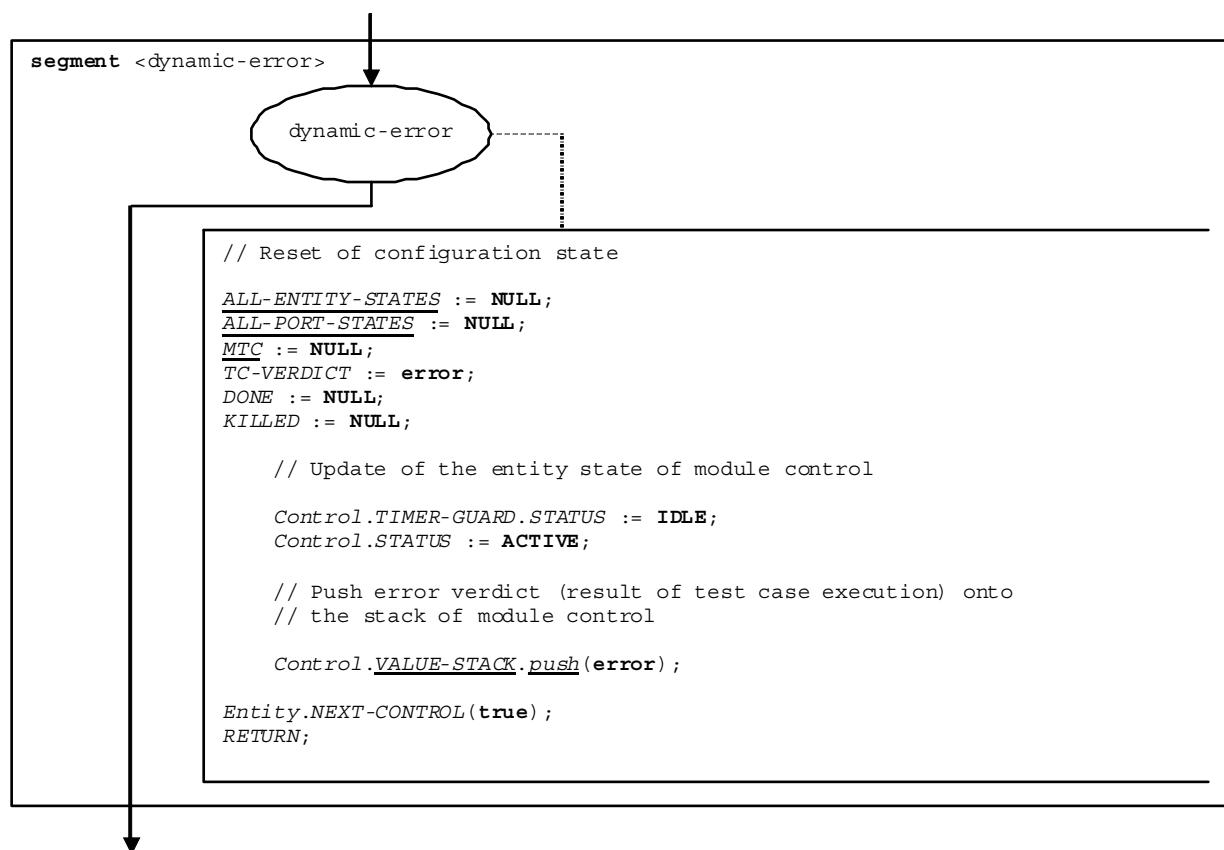 segment <dynamic-error>
dynamic-error
// Reset of configuration state
ALL-ENTITY-STATES := NULL;
ALL-PORT-STATES := NULL;
MTC := NULL;
TC-VERDICT := error;
DONE := NULL;
KILLED := NULL;
// Update of the entity state of module control
Control.TIMER-GUARD.STATUS := IDLE;
Control.STATUS := ACTIVE;
// Push error verdict (result of test case execution) onto
// the stack of module control
Control.VALUE-STACK.push(error);
Entity.NEXT-CONTROL(true);
RETURN;